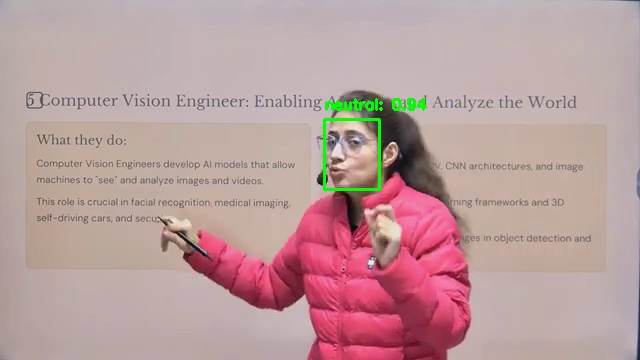 5 Computer Vision Engineer: Enabling A and Analyze the World
neutral: 0.94
What they do:
Computer Vision Engineers develop AI models that allow
machines to "see" and analyze images and videos.
This role is crucial in facial recognition, medical imaging,
self-driving cars, and secu
V, CNN architectures, and image
rning frameworks and 3D
nges in object detection and